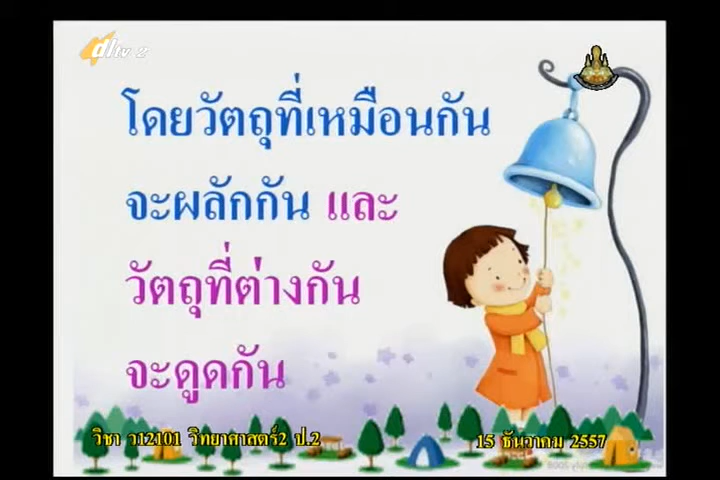 dltv 2
โดยวัตถุที่เหมือนกัน
จะผลักกัน และ
วัตถุที่ต่างกัน
จะดูดกัน
วิชา ว12101 วิทยาศาสตร์2 ป.2
15 ธันวาคม 2557